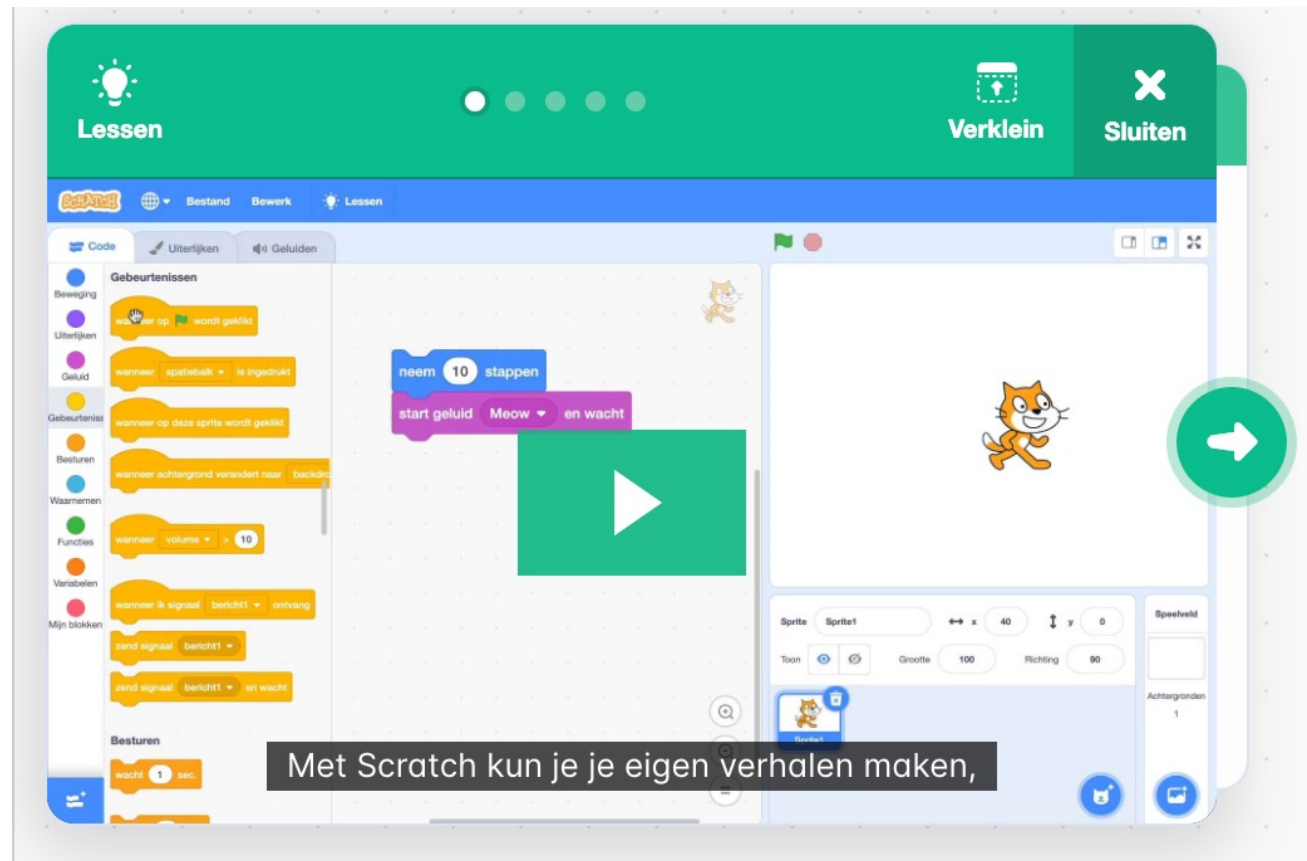 Lessen
Verklein
Sluiten
SCRATCH
Bestand
Bewerk
Lessen
Code
Uiterlijken
Geluiden
Beweging
Uiterlijken
Geluid
Gebeurteniss
Besturen
Waarnemen
Functies
Variabelen
Mijn blokken
Gebeurtenissen
wanneer op wordt geklikt
wanneer spatiebalk is ingedrukt
wanneer op deze sprite wordt geklikt
wanneer achtergrond verandert naar backdro
wanneer volume > 10
wanneer ik signaal bericht1 ontvang
zend signaal bericht1
zend signaal bericht1 en wacht
Besturen
wacht 1 sec.
neem 10 stappen
start geluid Meow en wacht
Sprite Sprite1 x 40 y 0
Toon Grootte 100 Richting 90
Sprite1
Speelveld
Achtergronden
1
Met Scratch kun je je eigen verhalen maken,